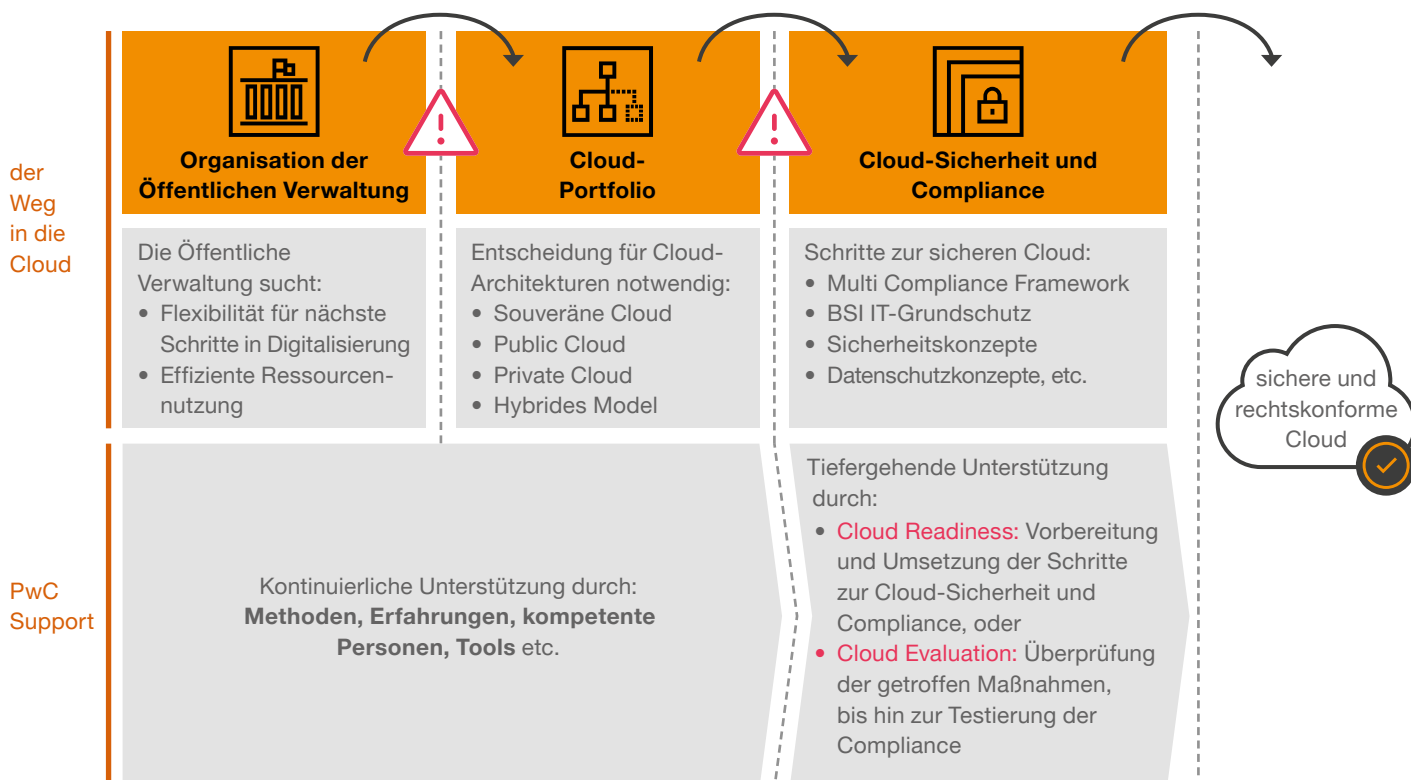 der
Weg
in die
Cloud
Organisation der
Öffentlichen Verwaltung
Cloud-
Portfolio
Cloud-Sicherheit und
Compliance
Die Öffentliche
Verwaltung sucht:
• Flexibilität für nächste
Schritte in Digitalisierung
• Effiziente Ressourcen-
nutzung
Entscheidung für Cloud-
Architekturen notwendig:
• Souveräne Cloud
• Public Cloud
• Private Cloud
• Hybrides Model
Schritte zur sicheren Cloud:
• Multi Compliance Framework
• BSI IT-Grundschutz
• Sicherheitskonzepte
• Datenschutzkonzepte, etc.
sichere und
rechtskonforme
Cloud
PwC
Support
Kontinuierliche Unterstützung durch:
Methoden, Erfahrungen, kompetente
Personen, Tools etc.
Tiefergehende Unterstützung
durch:
• Cloud Readiness: Vorbereitung
und Umsetzung der Schritte
zur Cloud-Sicherheit und
Compliance, oder
• Cloud Evaluation: Überprüfung
der getroffen Maßnahmen,
bis hin zur Testierung der
Compliance